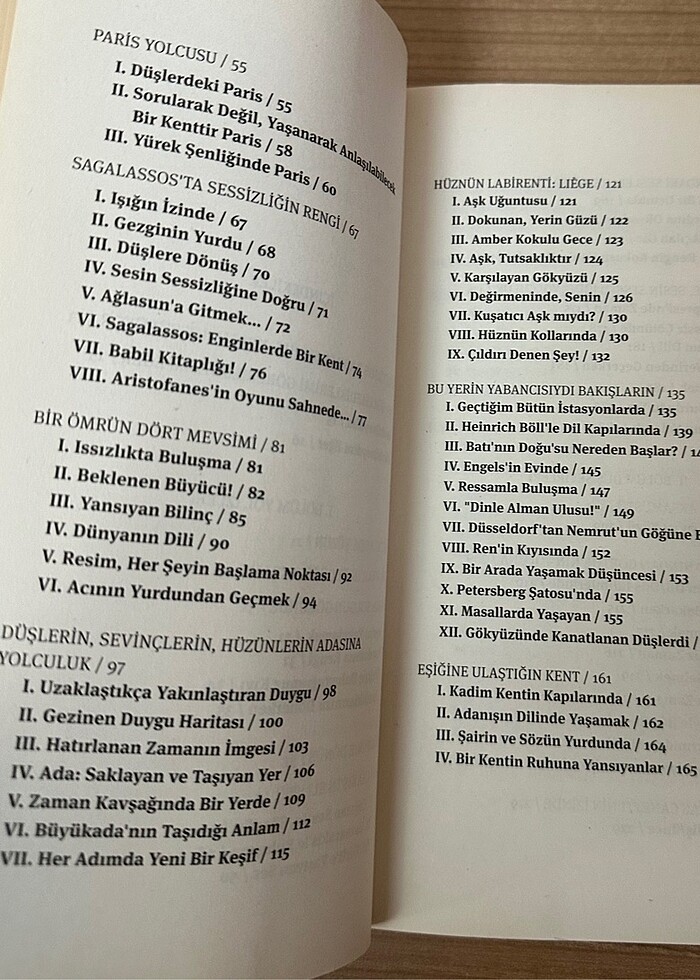 PARİS YOLCUSU / 55
I. Düşlerdeki Paris / 55
II. Sorularak Değil, Yaşanarak Anlaşılabilecek
Bir Kenttir Paris / 58
III. Yürek Şenliğinde Paris / 60
SAGALASSOS'TA SESSİZLİĞİN RENGİ / 67
I. Işığın İzinde / 67
II. Gezginin Yurdu / 68
III. Düşlere Dönüş / 70
IV. Sesin Sessizliğine Doğru / 71
V. Ağlasun'a Gitmek... / 72
VI. Sagalassos: Enginlerde Bir Kent / 74
VII. Babil Kitaplığı! / 76
VIII. Aristofanes'in Oyunu Sahnede... / 77
BİR ÖMRÜN DÖRT MEVSİMİ / 81
I. Issızlıkta Buluşma / 81
II. Beklenen Büyücü! / 82
III. Yansıyan Bilinç / 85
IV. Dünyanın Dili / 90
V. Resim, Her Şeyin Başlama Noktası / 92
VI. Acının Yurdundan Geçmek / 94
DÜŞLERİN, SEVİNÇLERİN, HÜZÜNLERİN ADASINA
YOLCULUK / 97
I. Uzaklaştıkça Yakınlaştıran Duygu / 98
II. Gezinen Duygu Haritası / 100
III. Hatırlanan Zamanın İmgesi / 103
IV. Ada: Saklayan ve Taşıyan Yer / 106
V. Zaman Kavşağında Bir Yerde / 109
VI. Büyükada'nın Taşıdığı Anlam / 112
VII. Her Adımda Yeni Bir Keşif / 115
HÜZNÜN LABİRENTİ: LIÈGE / 121
I. Aşk Uğuntusu / 121
II. Dokunan, Yerin Güzü / 122
III. Amber Kokulu Gece / 123
IV. Aşk, Tutsaklıktır / 124
V. Karşılayan Gökyüzü / 125
VI. Değirmeninde, Senin / 126
VII. Kuşatıcı Aşk mıydı? / 130
VIII. Hüznün Kollarında / 130
IX. Çıldırı Denen Şey! / 132
BU YERİN YABANCISIYDI BAKIŞLARIN / 135
I. Geçtiğim Bütün İstasyonlarda / 135
II. Heinrich Böll'le Dil Kapılarında / 139
III. Batı'nın Doğu'su Nereden Başlar? / 14
IV. Engels'in Evinde / 145
V. Ressamla Buluşma / 147
VI. "Dinle Alman Ulusu!" / 149
VII. Düsseldorf'tan Nemrut'un Göğüne
VIII. Ren'in Kıyısında / 152
IX. Bir Arada Yaşamak Düşüncesi / 153
X. Petersberg Şatosu'nda / 155
XI. Masallarda Yaşayan / 155
XII. Gökyüzünde Kanatlanan Düşlerdi /
EŞİĞİNE ULAŞTIĞIN KENT / 161
I. Kadim Kentin Kapılarında / 161
II. Adanışın Dilinde Yaşamak / 162
III. Şairin ve Sözün Yurdunda / 164
IV. Bir Kentin Ruhuna Yansıyanlar / 165